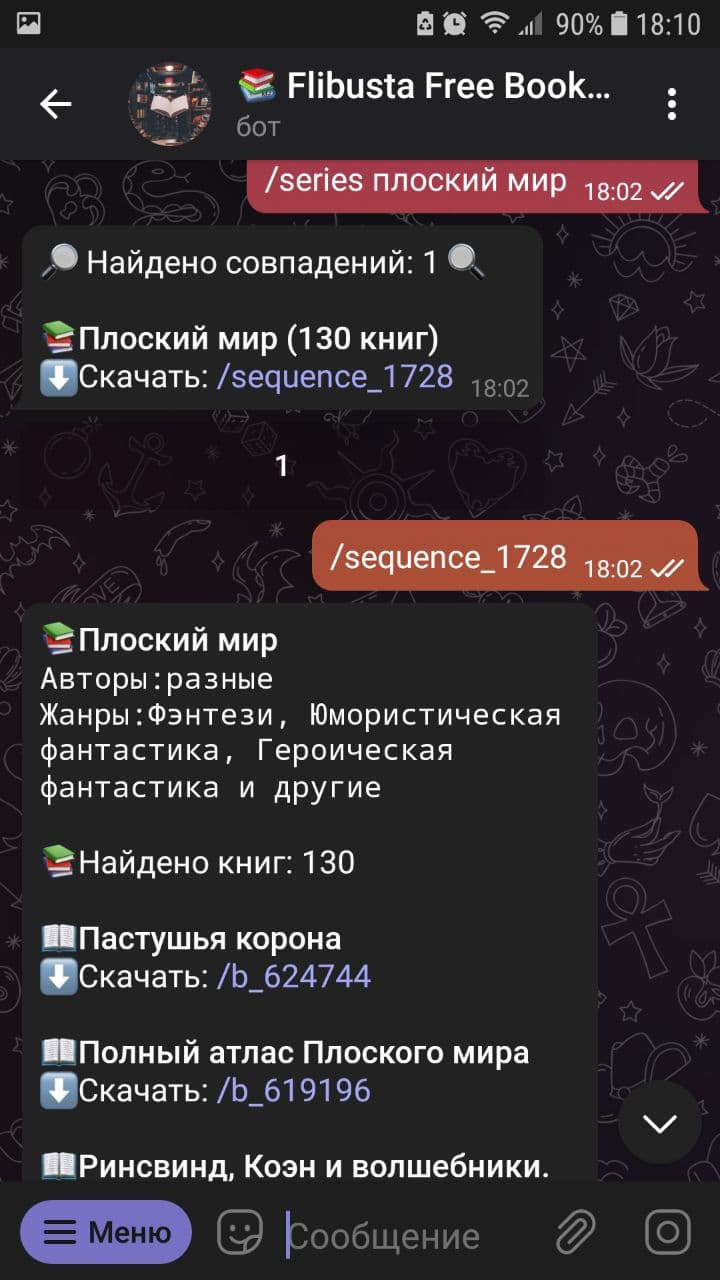 90% 18:10
Flibusta Free Book...
бот
/series плоский мир 18:02
Найдено совпадений: 1
Плоский мир (130 книг)
Скачать: /sequence_1728 18:02
1
/sequence_1728 18:02
Плоский мир
Авторы:разные
Жанры:Фэнтези, Юмористическая
фантастика, Героическая
фантастика и другие
Найдено книг: 130
Пастушья корона
Скачать: /b_624744
Полный атлас Плоского мира
Скачать: /b_619196
Ринсвинд, Коэн и волшебники.
Меню Сообщение